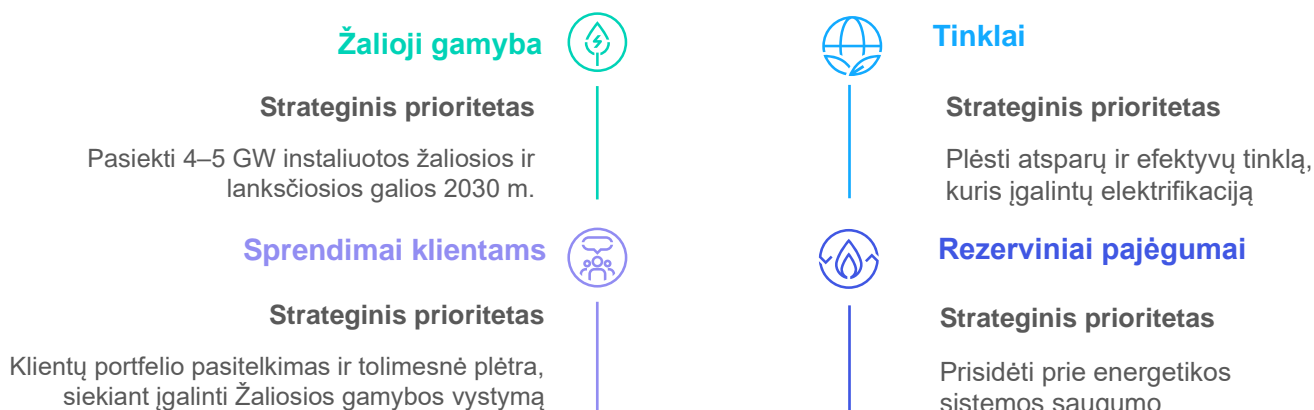 Žalioji gamyba
Strateginis prioritetas
Pasiekti 4–5 GW instaliuotos žaliosios ir
lanksčiosios galios 2030 m.
Tinklai
Strateginis prioritetas
Plėsti atsparų ir efektyvų tinklą,
kuris įgalintų elektrifikaciją
Sprendimai klientams
Strateginis prioritetas
Klientų portfelio pasitelkimas ir tolimesnė plėtra,
siekiant įgalinti Žaliosios gamybos vystymą
Rezerviniai pajėgumai
Strateginis prioritetas
Prisidėti prie energetikos
sistemos saugumo